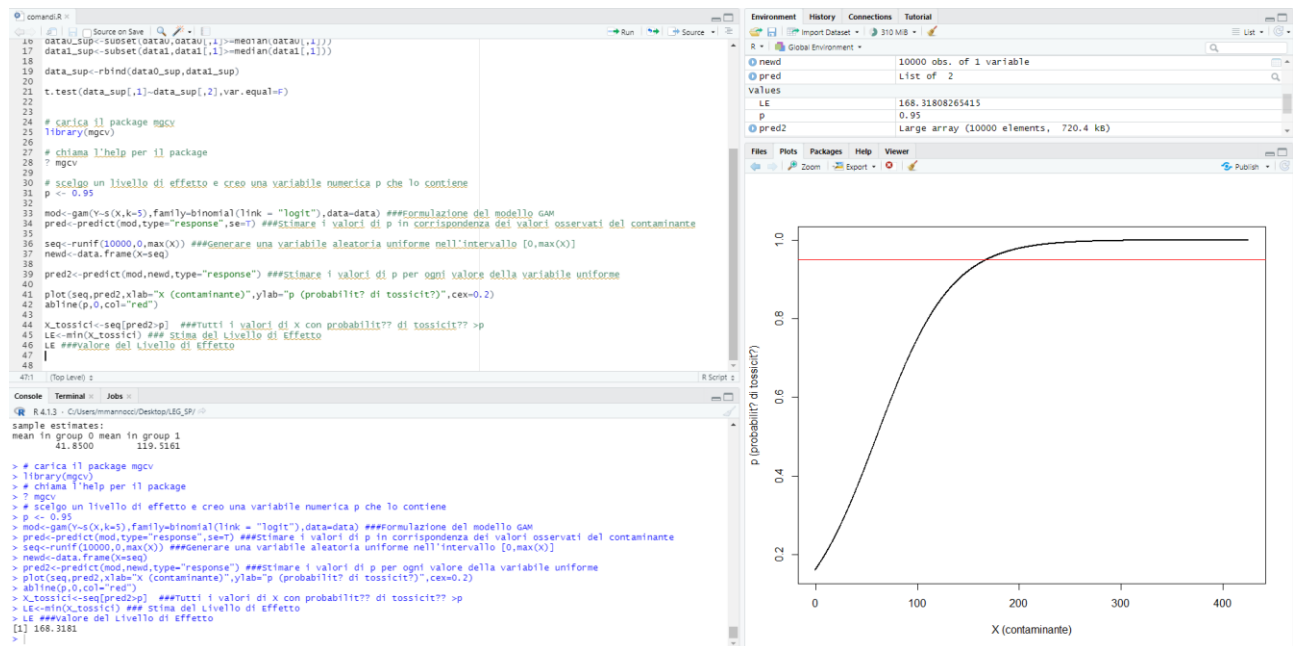 comandi.R
Source on Save
Run
Source
16 data0_sup<-subset(data0,data0[,1]>=median(data0[,1]))
17 data1_sup<-subset(data1,data1[,1]>=median(data1[,1]))
18
19 data_sup<-rbind(data0_sup,data1_sup)
20
21 t.test(data_sup[,1]~data_sup[,2],var.equal=F)
22
23
24 # carica il package mgcv
25 library(mgcv)
26
27 # chiama l'help per il package
28 ? mgcv
29
30 # scelgo un livello di effetto e creo una variabile numerica p che lo contiene
31 p <- 0.95
32
33 mod<-gam(Y~s(X,k=5),family=binomial(link = "logit"),data=data) ###Formulazione del modello GAM
34 pred<-predict(mod,type="response",se=T) ###Stimare i valori di p in corrispondenza dei valori osservati del contaminante
35
36 seq<-runif(10000,0,max(X)) ###Generare una variabile aleatoria uniforme nell'intervallo [0,max(X)]
37 newd<-data.frame(X=seq)
38
39 pred2<-predict(mod,newd,type="response") ###Stimare i valori di p per ogni valore della variabile uniforme
40
41 plot(seq,pred2,xlab="X (contaminante)",ylab="p (probabilit? di tossicit?)",cex=0.2)
42 abline(p,0,col="red")
43
44 X_tossici<-seq[pred2>p] ###Tutti i valori di X con probabilit?? di tossicit?? >p
45 LE<-min(X_tossici) ### Stima del Livello di Effetto
46 LE ###Valore del Livello di Effetto
47
48
47:1 (Top Level)
R Script
Console Terminal Jobs
R 4.1.3 · C:/Users/mmannocci/Desktop/LEG_SP/
sample estimates:
mean in group 0 mean in group 1
41.8500 119.5161
> # carica il package mgcv
> library(mgcv)
> # chiama l'help per il package
> ? mgcv
> # scelgo un livello di effetto e creo una variabile numerica p che lo contiene
> p <- 0.95
> mod<-gam(Y~s(X,k=5),family=binomial(link = "logit"),data=data) ###Formulazione del modello GAM
> pred<-predict(mod,type="response",se=T) ###Stimare i valori di p in corrispondenza dei valori osservati del contaminante
> seq<-runif(10000,0,max(X)) ###Generare una variabile aleatoria uniforme nell'intervallo [0,max(X)]
> newd<-data.frame(X=seq)
> pred2<-predict(mod,newd,type="response") ###Stimare i valori di p per ogni valore della variabile uniforme
> plot(seq,pred2,xlab="X (contaminante)",ylab="p (probabilit? di tossicit?)",cex=0.2)
> abline(p,0,col="red")
> X_tossici<-seq[pred2>p] ###Tutti i valori di X con probabilit?? di tossicit?? >p
> LE<-min(X_tossici) ### Stima del Livello di Effetto
> LE ###Valore del Livello di Effetto
[1] 168.3181
>
Environment History Connections Tutorial
Import Dataset 310 MiB List
R Global Environment
newd 10000 obs. of 1 variable
pred List of 2
values
LE 168.31808265415
p 0.95
pred2 Large array (10000 elements, 720.4 kB)
Files Plots Packages Help Viewer
Zoom Export Publish
p (probabilit? di tossicit?)
1.0
0.8
0.6
0.4
0.2
0 100 200 300 400
X (contaminante)